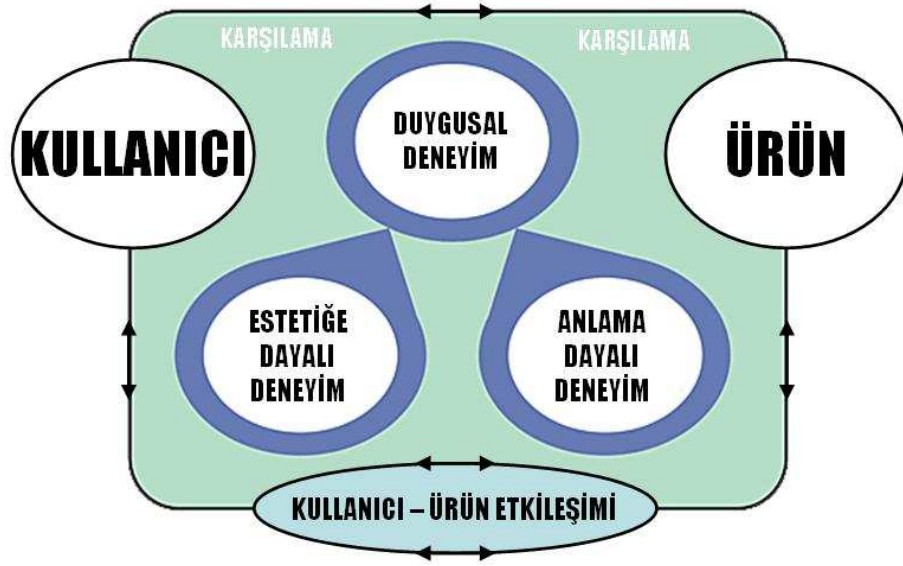 KARŞILAMA
KARŞILAMA
KULLANICI
DUYGUSAL
DENEYİM
ÜRÜN
ESTETİĞE
DAYALI
DENEYİM
ANLAMA
DAYALI
DENEYİM
KULLANICI – ÜRÜN ETKİLEŞİMİ